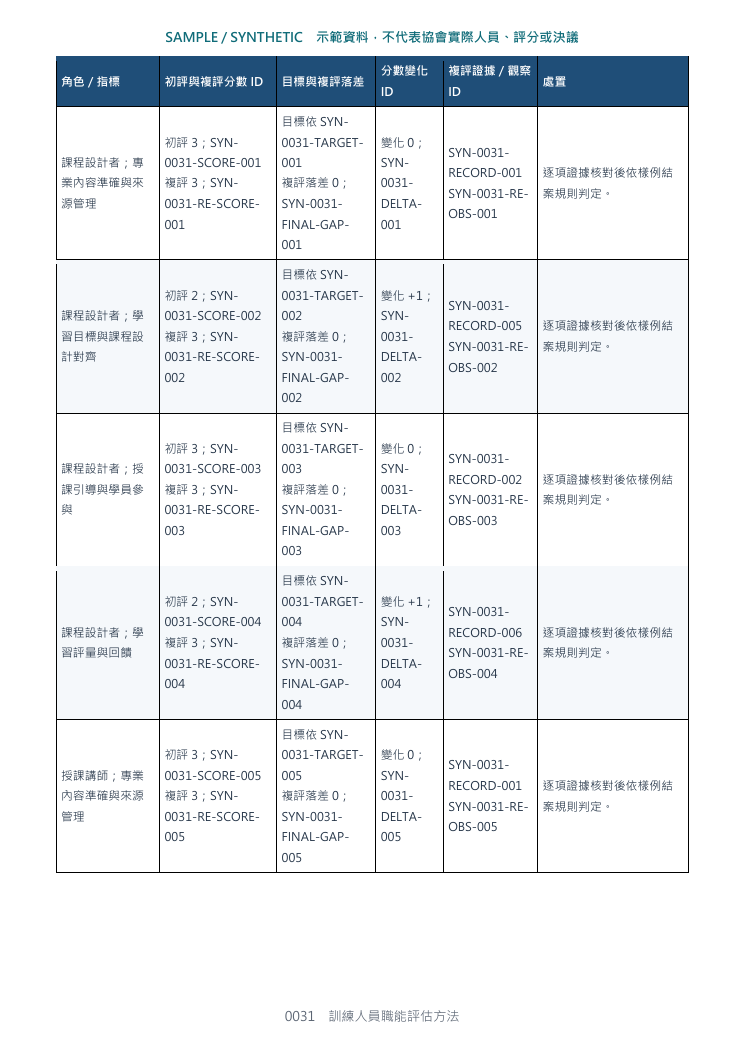 SAMPLE / SYNTHETIC　示範資料．不代表協會實際人員、評分或決議
角色 / 指標
初評與複評分數 ID
目標與複評落差
分數變化
ID
複評證據 / 觀察
ID
處置
課程設計者；專
業內容準確與來
源管理
初評 3；SYN-
0031-SCORE-001
複評 3；SYN-
0031-RE-SCORE-
001
目標依 SYN-
0031-TARGET-
001
複評落差 0；
SYN-0031-
FINAL-GAP-
001
變化 0；
SYN-
0031-
DELTA-
001
SYN-0031-
RECORD-001
SYN-0031-RE-
OBS-001
逐項證據核對後依樣例結
案規則判定。
課程設計者；學
習目標與課程設
計對齊
初評 2；SYN-
0031-SCORE-002
複評 3；SYN-
0031-RE-SCORE-
002
目標依 SYN-
0031-TARGET-
002
複評落差 0；
SYN-0031-
FINAL-GAP-
002
變化 +1；
SYN-
0031-
DELTA-
002
SYN-0031-
RECORD-005
SYN-0031-RE-
OBS-002
逐項證據核對後依樣例結
案規則判定。
課程設計者；授
課引導與學員參
與
初評 3；SYN-
0031-SCORE-003
複評 3；SYN-
0031-RE-SCORE-
003
目標依 SYN-
0031-TARGET-
003
複評落差 0；
SYN-0031-
FINAL-GAP-
003
變化 0；
SYN-
0031-
DELTA-
003
SYN-0031-
RECORD-002
SYN-0031-RE-
OBS-003
逐項證據核對後依樣例結
案規則判定。
課程設計者；學
習評量與回饋
初評 2；SYN-
0031-SCORE-004
複評 3；SYN-
0031-RE-SCORE-
004
目標依 SYN-
0031-TARGET-
004
複評落差 0；
SYN-0031-
FINAL-GAP-
004
變化 +1；
SYN-
0031-
DELTA-
004
SYN-0031-
RECORD-006
SYN-0031-RE-
OBS-004
逐項證據核對後依樣例結
案規則判定。
授課講師；專業
內容準確與來源
管理
初評 3；SYN-
0031-SCORE-005
複評 3；SYN-
0031-RE-SCORE-
005
目標依 SYN-
0031-TARGET-
005
複評落差 0；
SYN-0031-
FINAL-GAP-
005
變化 0；
SYN-
0031-
DELTA-
005
SYN-0031-
RECORD-001
SYN-0031-RE-
OBS-005
逐項證據核對後依樣例結
案規則判定。
0031　訓練人員職能評估方法